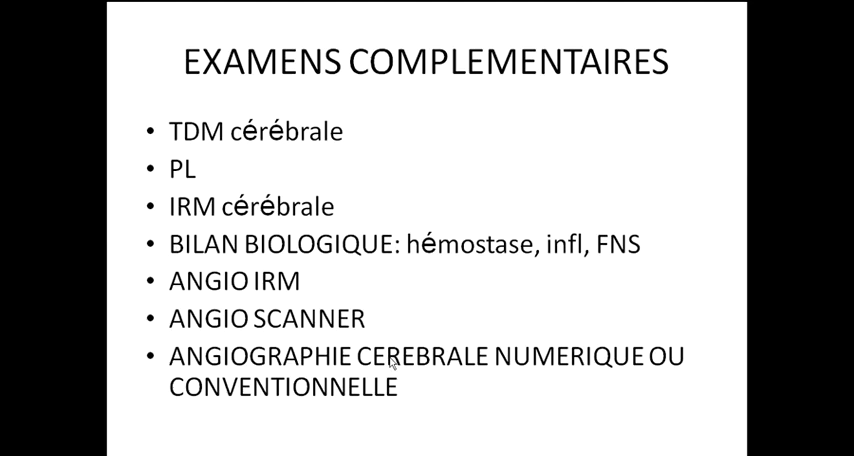 EXAMENS COMPLEMENTAIRES
• TDM cérébrale
• PL
• IRM cérébrale
• BILAN BIOLOGIQUE: hémostase, infl, FNS
• ANGIO IRM
• ANGIO SCANNER
• ANGIOGRAPHIE CEREBRALE NUMERIQUE OU
CONVENTIONNELLE